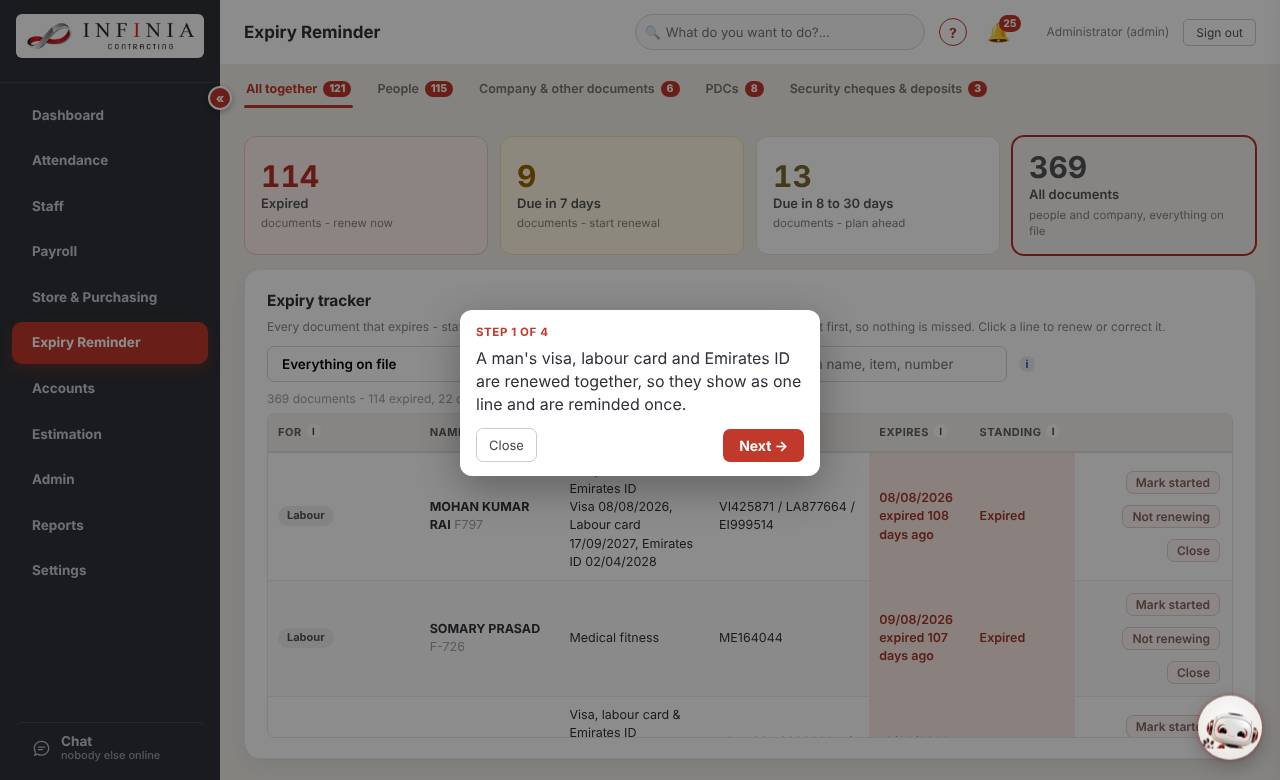 INFINIA
CONTRACTING
Expiry Reminder
What do you want to do?...
?
25
Administrator (admin)
Sign out
«
Dashboard
Attendance
Staff
Payroll
Store & Purchasing
Expiry Reminder
Accounts
Estimation
Admin
Reports
Settings
Chat
nobody else online
All together 121
People 115
Company & other documents 6
PDCs 8
Security cheques & deposits 3
114
Expired
documents - renew now
9
Due in 7 days
documents - start renewal
13
Due in 8 to 30 days
documents - plan ahead
369
All documents
people and company, everything on
file
Expiry tracker
Every document that expires - sta
t first, so nothing is missed. Click a line to renew or correct it.
Everything on file
name, item, number
i
369 documents - 114 expired, 22
STEP 1 OF 4
A man's visa, labour card and Emirates ID
are renewed together, so they show as one
line and are reminded once.
Close
Next →
FOR I
NAM
EXPIRES I
STANDING I
Labour
MOHAN KUMAR
RAI F797
Emirates ID
Visa 08/08/2026,
Labour card
17/09/2027, Emirates
ID 02/04/2028
VI425871 / LA877664 /
EI999514
08/08/2026
expired 108
days ago
Expired
Mark started
Not renewing
Close
Labour
SOMARY PRASAD
F-726
Medical fitness
ME164044
09/08/2026
expired 107
days ago
Expired
Mark started
Not renewing
Close
Visa, labour card &
Emirates ID
Mark start